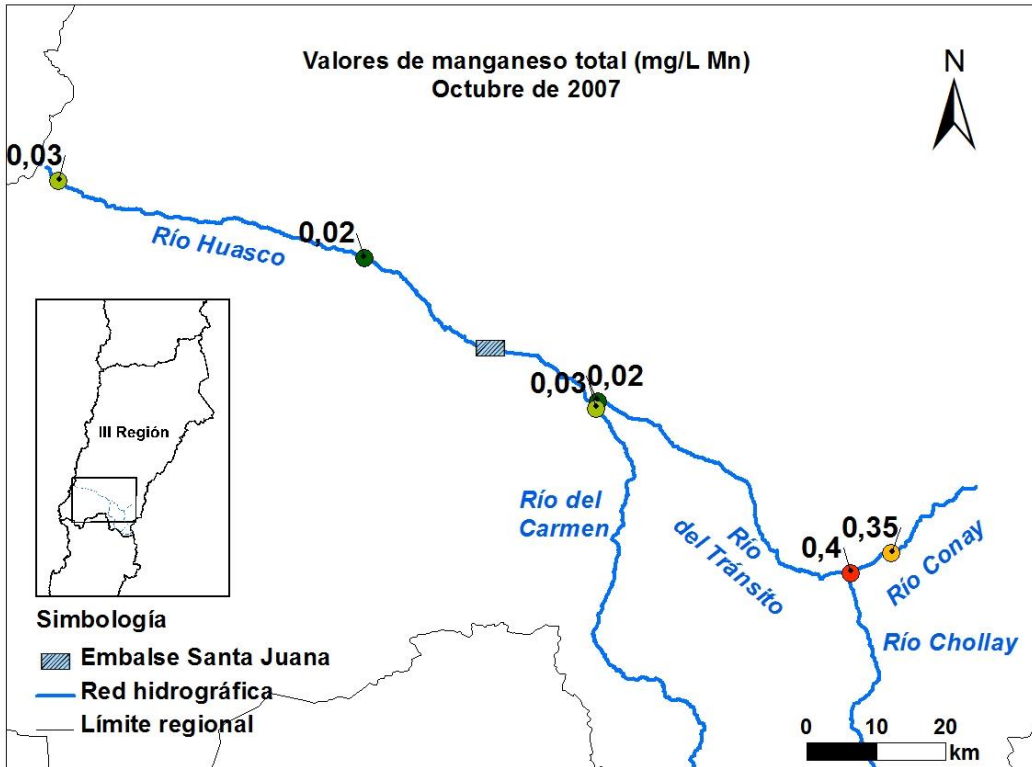 Valores de manganeso total (mg/L Mn)
Octubre de 2007
N
0,03
Río Huasco
0,02
0,03
0,02
III Región
Río del
Carmen
Río
del Tránsito
0,4
0,35
Río Conay
Río Chollay
Simbología
Embalse Santa Juana
Red hidrográfica
Límite regional
0 10 20
km